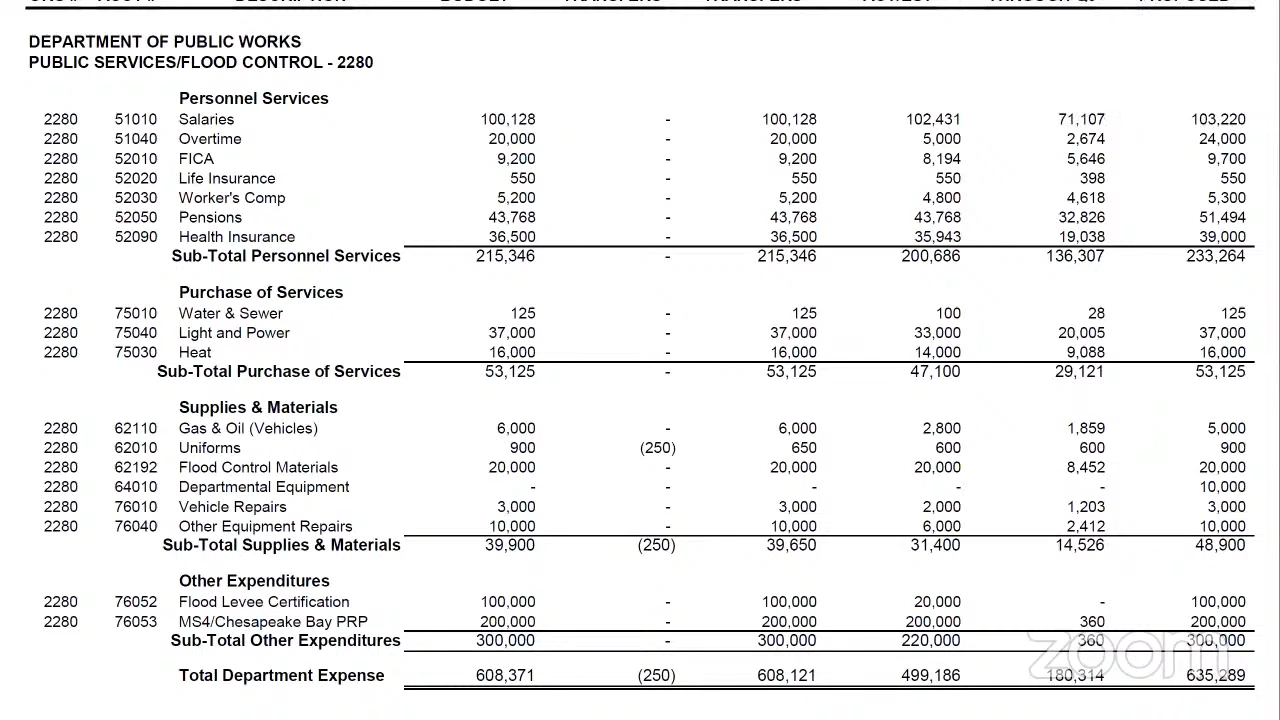 DEPARTMENT OF PUBLIC WORKS
PUBLIC SERVICES/FLOOD CONTROL - 2280
Personnel Services
2280 51010 Salaries 100,128 - 100,128 102,431 71,107 103,220
2280 51040 Overtime 20,000 - 20,000 5,000 2,674 24,000
2280 52010 FICA 9,200 - 9,200 8,194 5,646 9,700
2280 52020 Life Insurance 550 - 550 550 398 550
2280 52030 Worker's Comp 5,200 - 5,200 4,800 4,618 5,300
2280 52050 Pensions 43,768 - 43,768 43,768 32,826 51,494
2280 52090 Health Insurance 36,500 - 36,500 35,943 19,038 39,000
Sub-Total Personnel Services 215,346 - 215,346 200,686 136,307 233,264
Purchase of Services
2280 75010 Water & Sewer 125 - 125 100 28 125
2280 75040 Light and Power 37,000 - 37,000 33,000 20,005 37,000
2280 75030 Heat 16,000 - 16,000 14,000 9,088 16,000
Sub-Total Purchase of Services 53,125 - 53,125 47,100 29,121 53,125
Supplies & Materials
2280 62110 Gas & Oil (Vehicles) 6,000 - 6,000 2,800 1,859 5,000
2280 62010 Uniforms 900 (250) 650 600 600 900
2280 62192 Flood Control Materials 20,000 - 20,000 20,000 8,452 20,000
2280 64010 Departmental Equipment - - - - - 10,000
2280 76010 Vehicle Repairs 3,000 - 3,000 2,000 1,203 3,000
2280 76040 Other Equipment Repairs 10,000 - 10,000 6,000 2,412 10,000
Sub-Total Supplies & Materials 39,900 (250) 39,650 31,400 14,526 48,900
Other Expenditures
2280 76052 Flood Levee Certification 100,000 - 100,000 20,000 - 100,000
2280 76053 MS4/Chesapeake Bay PRP 200,000 - 200,000 200,000 360 200,000
Sub-Total Other Expenditures 300,000 - 300,000 220,000 360 300,000
zoom
Total Department Expense 608,371 (250) 608,121 499,186 180,314 635,289